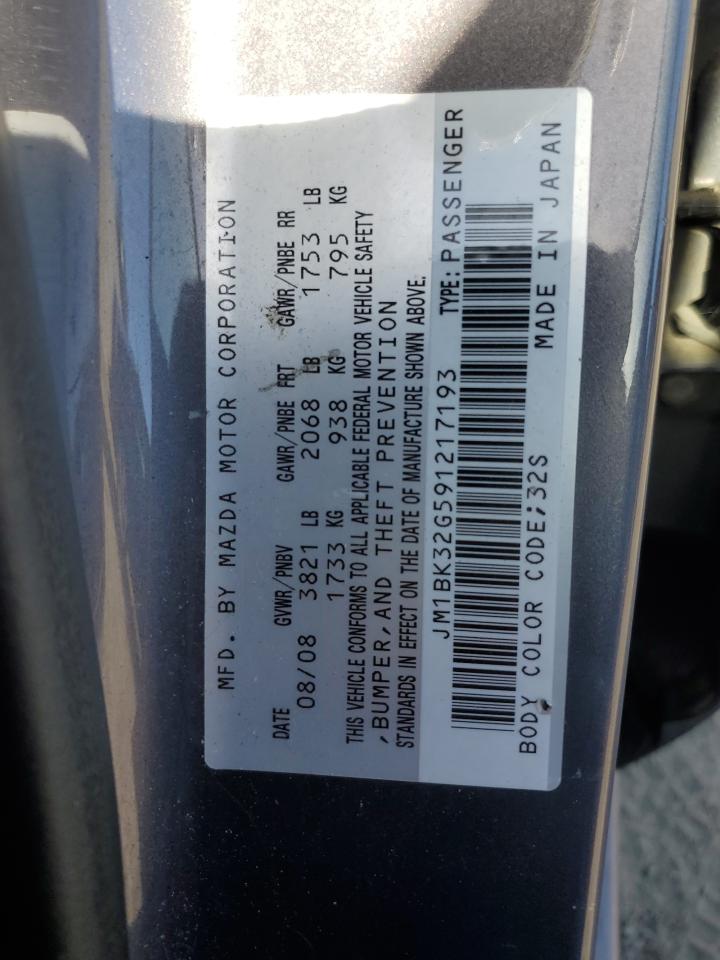 MFD. BY MAZDA MOTOR CORPORATION
DATE GVWR/PNBV GAWR/PNBE FRT GAWR/PNBE RR
08/08 3821 LB 2068 LB 1753 LB
1733 KG 938 KG 795 KG
THIS VEHICLE CONFORMS TO ALL APPLICABLE FEDERAL MOTOR VEHICLE SAFETY
,BUMPER,AND THEFT PREVENTION
STANDARDS IN EFFECT ON THE DATE OF MANUFACTURE SHOWN ABOVE.
JM1BK32G591217193 TYPE: PASSENGER
BODY COLOR CODE;32S MADE IN JAPAN